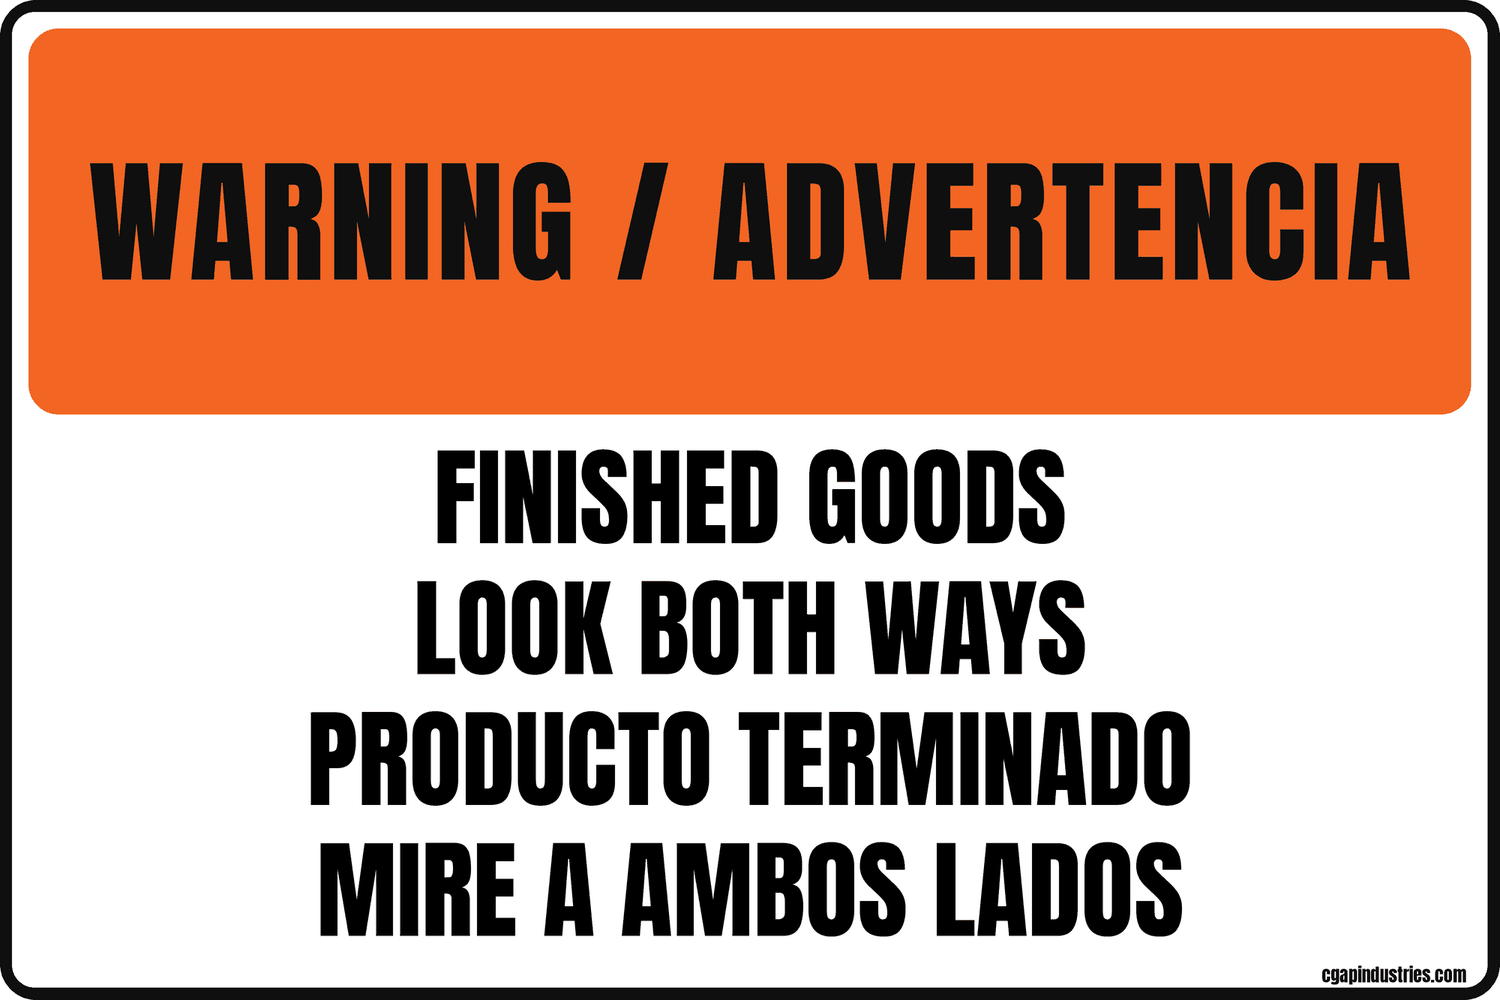 WARNING / ADVERTENCIA
FINISHED GOODS
LOOK BOTH WAYS
PRODUCTO TERMINADO
MIRE A AMBOS LADOS
cgapindustries.com